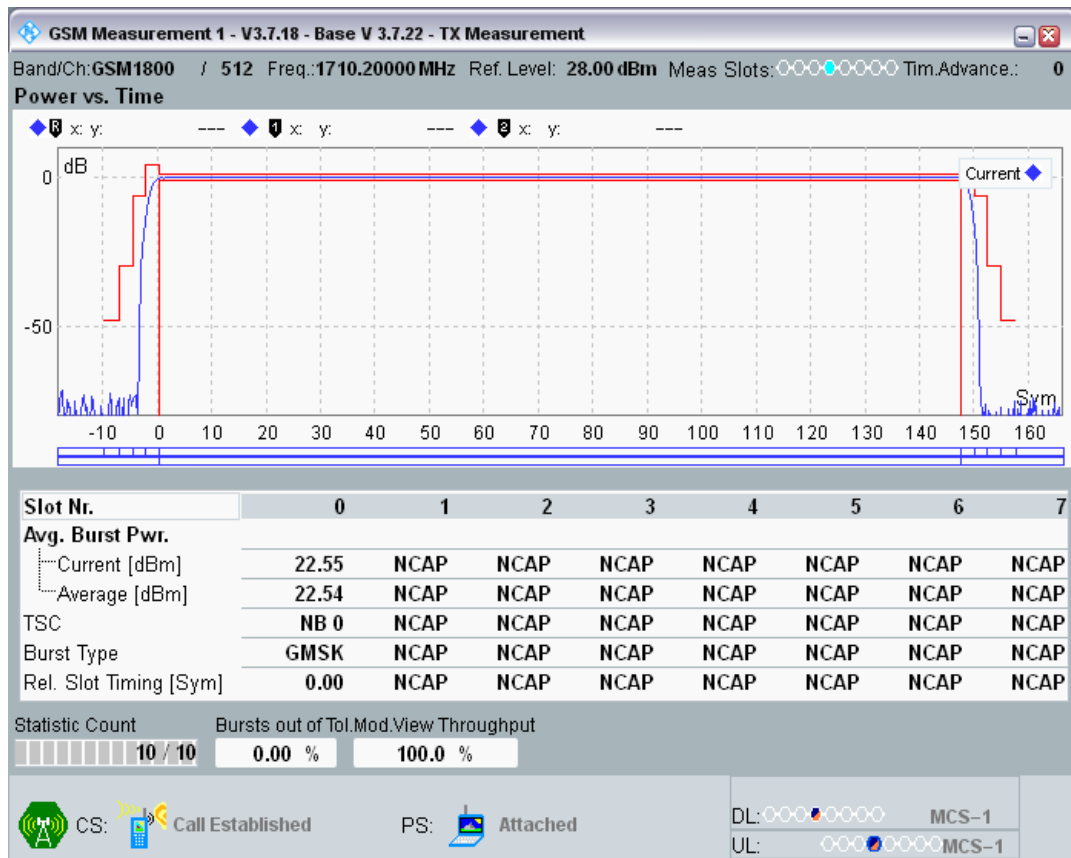 GSM Measurement 1 - V3.7.18 - Base V 3.7.22 - TX Measurement
Band/Ch:GSM1800 / 512 Freq.:1710.20000 MHz Ref. Level: 28.00 dBm Meas Slots: Tim.Advance.: 0
Power vs. Time
R x: y: --- 1 x: y: --- 2 x: y: ---
dB
0
Current
-50
Sym
-10 0 10 20 30 40 50 60 70 80 90 100 110 120 130 140 150 160
Slot Nr. 0 1 2 3 4 5 6 7
Avg. Burst Pwr.
Current [dBm] 22.55 NCAP NCAP NCAP NCAP NCAP NCAP NCAP
Average [dBm] 22.54 NCAP NCAP NCAP NCAP NCAP NCAP NCAP
TSC NB 0 NCAP NCAP NCAP NCAP NCAP NCAP NCAP
Burst Type GMSK NCAP NCAP NCAP NCAP NCAP NCAP NCAP
Rel. Slot Timing [Sym] 0.00 NCAP NCAP NCAP NCAP NCAP NCAP NCAP
Statistic Count Bursts out of Tol. Mod.View Throughput
10 / 10 0.00 % 100.0 %
CS: Call Established PS: Attached
DL: MCS-1
UL: MCS-1